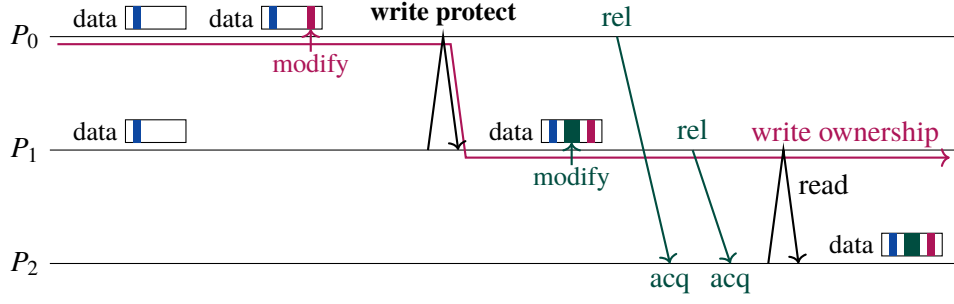 data data write protect rel
P0
modify
data data rel write ownership
P1
modify read
data
P2
acq acq